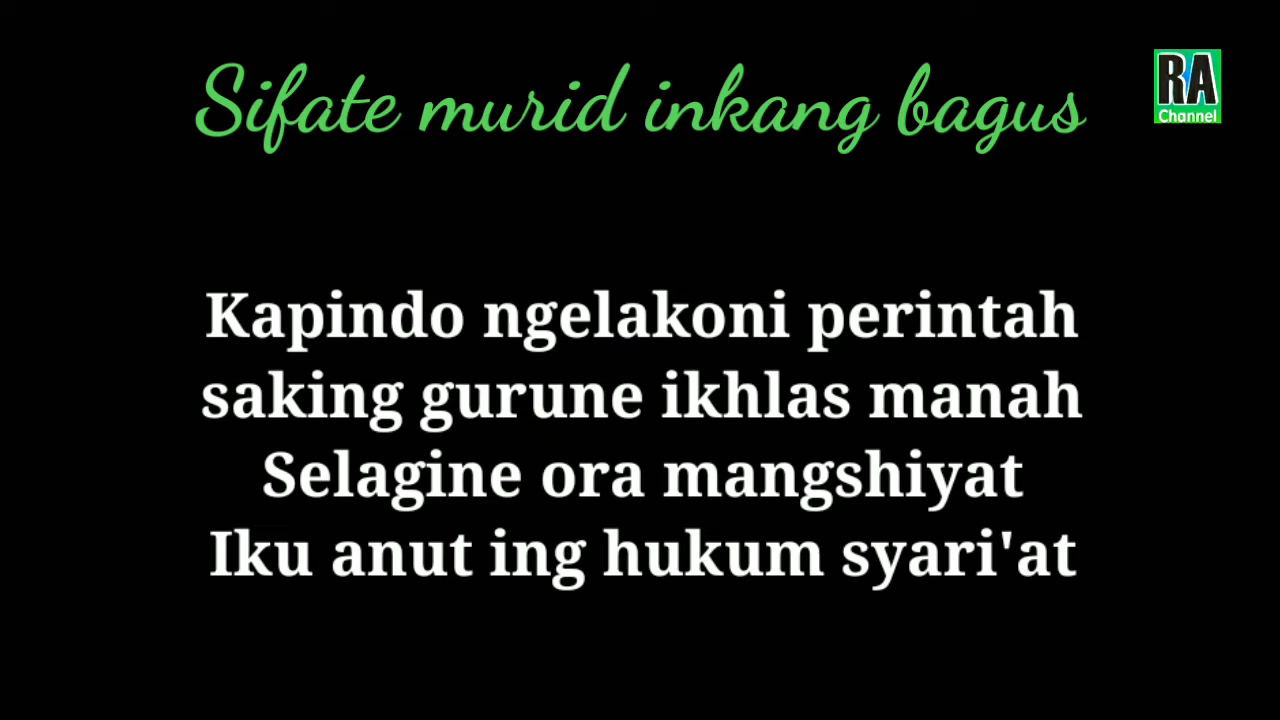 Sifate murid inkang bagus
RA
Channel
Kapindo ngelakoni perintah
saking gurune ikhlas manah
Selagine ora mangshiyat
Iku anut ing hukum syari'at